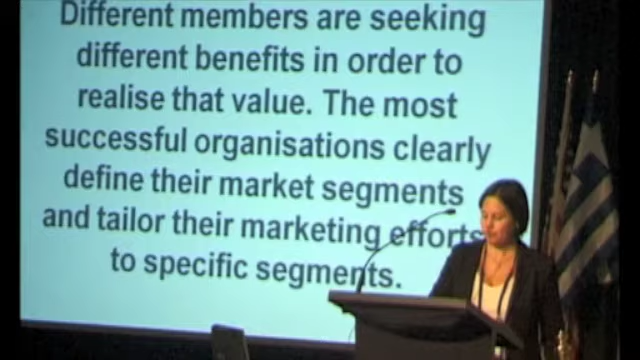 Different members are seeking
different benefits in order to
realise that value. The most
successful organisations clearly
define their market segments
and tailor their marketing efforts
to specific segments.